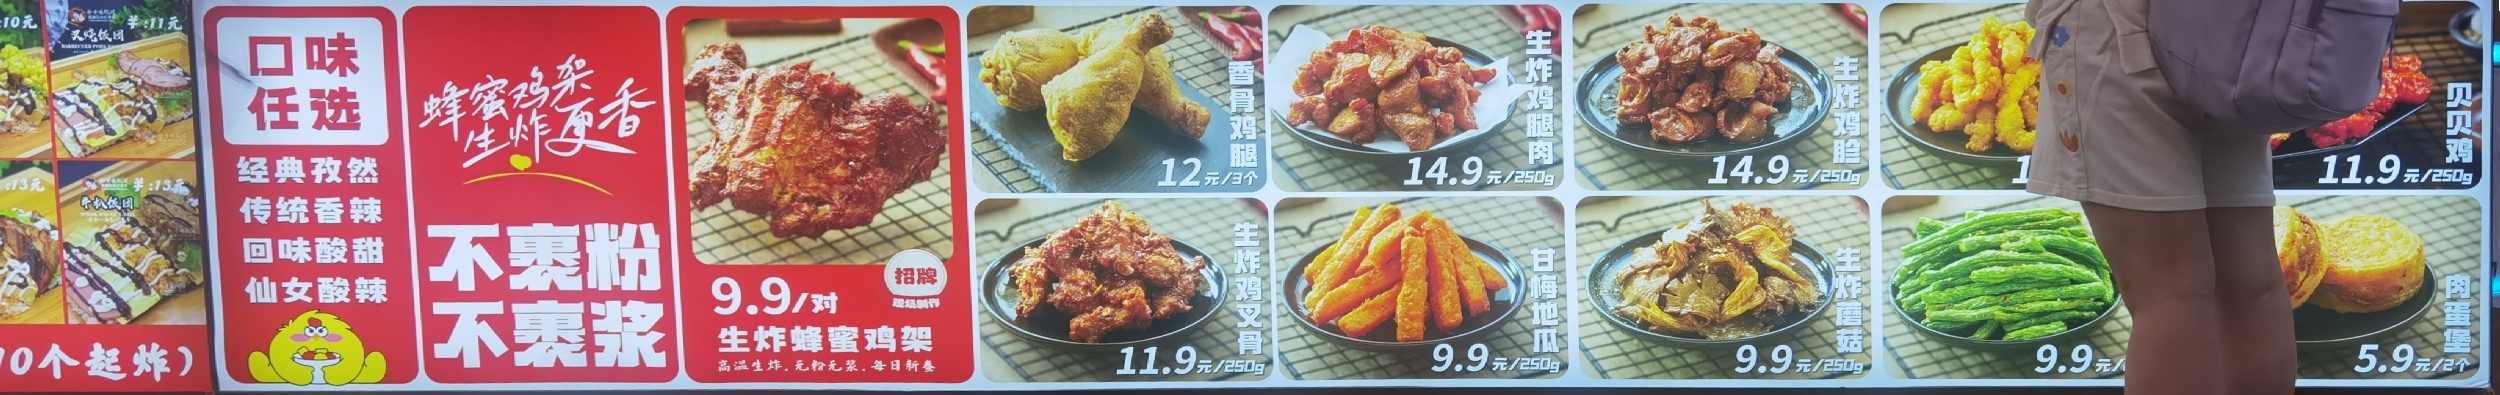 :10元
羊:11元
叉烧饭团
:13元
羊:13元
牛扒饭团
10个起炸)
口味
任选
经典孜然
传统香辣
回味酸甜
仙女酸辣
蜂蜜鸡架
生炸更香
不裹粉
不裹浆
招牌
现场制作
9.9/对
生炸蜂蜜鸡架
高温生炸.无粉无浆.每日新叁
香骨鸡腿
12元/3个
生炸鸡腿肉
14.9元/250g
生炸鸡胗
14.9元/250g
1
贝贝鸡
11.9元/250g
生炸鸡叉骨
11.9元/250g
甘梅地瓜
9.9元/250g
生炸蘑菇
9.9元/250g
9.9元/
肉蛋堡
5.9元/2个